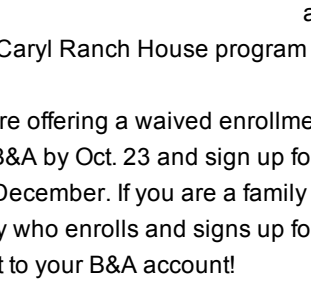 a
Caryl Ranch House program
re offering a waived enrollme
B&A by Oct. 23 and sign up fo
December. If you are a family
y who enrolls and signs up fo
t to your B&A account!